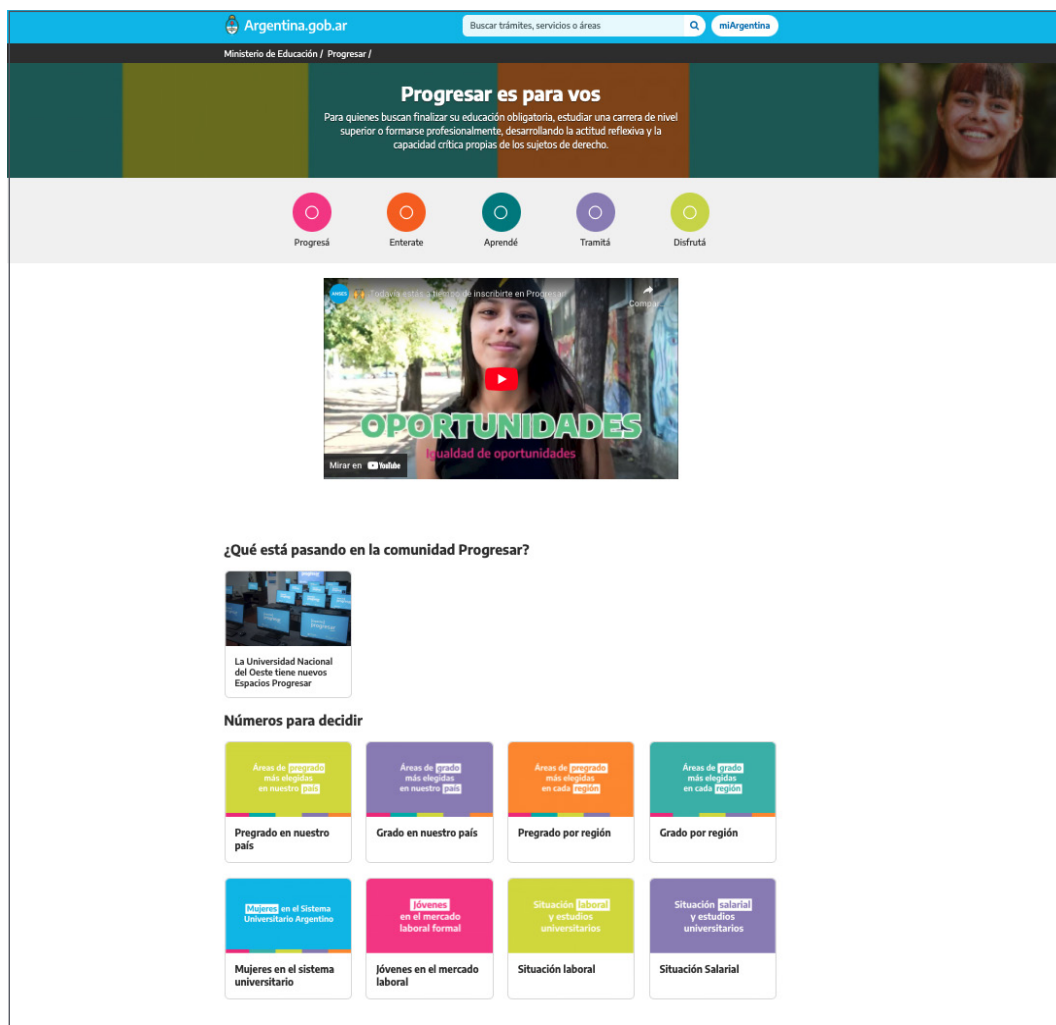 Argentina.gob.ar
Buscar trámites, servicios o áreas
miArgentina
Ministerio de Educación / Progresar /
Progresar es para vos
Para quienes buscan finalizar su educación obligatoria, estudiar una carrera de nivel
superior o formarse profesionalmente, desarrollando la actitud reflexiva y la
capacidad crítica propias de los sujetos de derecho.
Progresá
Enterate
Aprendé
Tramitá
Disfrutá
ANSES
Todavía estás a tiempo de inscribirte en Progresar
Compar...
OPORTUNIDADES
Igualdad de oportunidades
Mirar en YouTube
¿Qué está pasando en la comunidad Progresar?
progresar
La Universidad Nacional
del Oeste tiene nuevos
Espacios Progresar
Números para decidir
Áreas de pregrado
más elegidas
en nuestro país
Pregrado en nuestro
país
Áreas de grado
más elegidas
en nuestro país
Grado en nuestro país
Áreas de pregrado
más elegidas
en cada región
Pregrado por región
Áreas de grado
más elegidas
en cada región
Grado por región
Mujeres en el Sistema
Universitario Argentino
Mujeres en el sistema
universitario
Jóvenes
en el mercado
laboral formal
Jóvenes en el mercado
laboral
Situación laboral
y estudios
universitarios
Situación laboral
Situación salarial
y estudios
universitarios
Situación Salarial